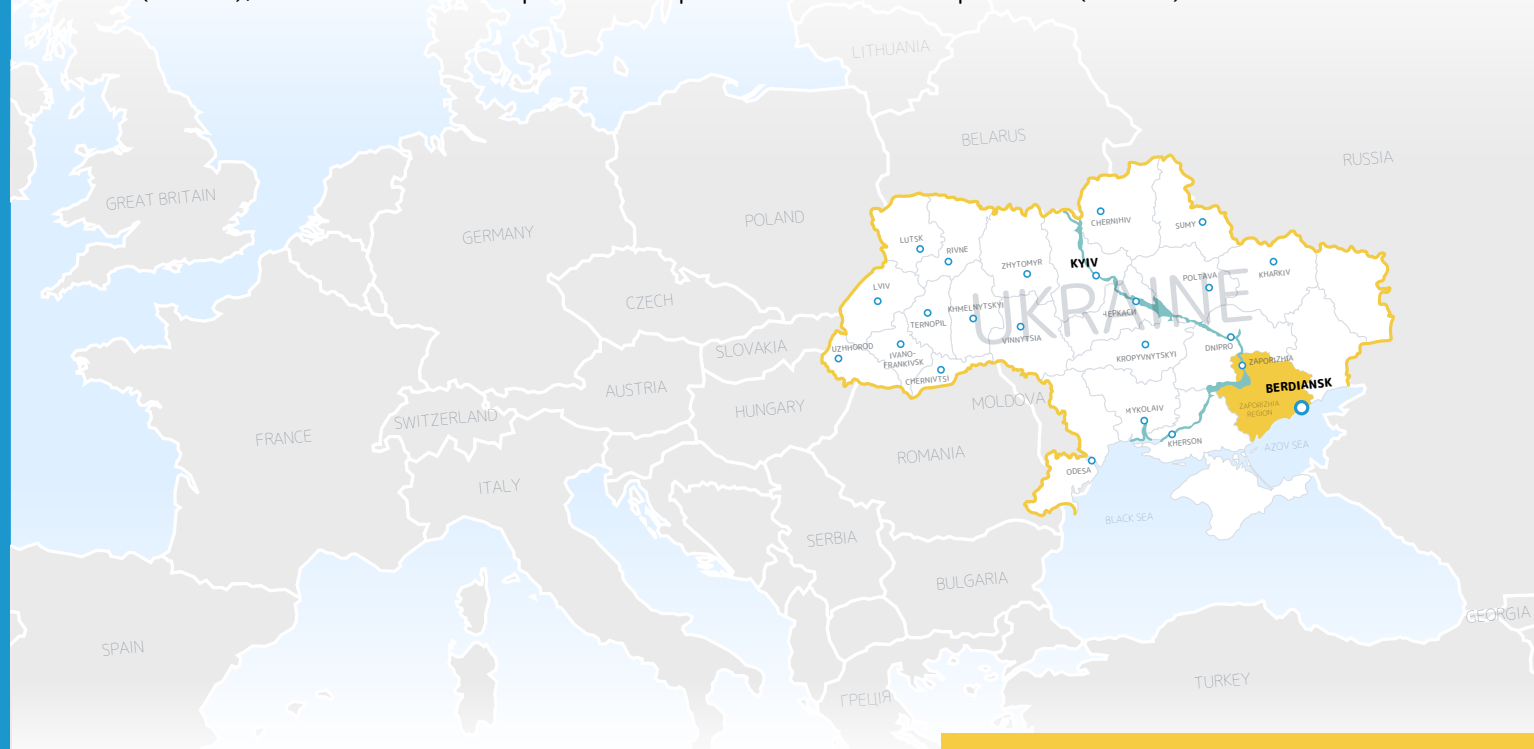 LITHUANIA
BELARUS
RUSSIA
GREAT BRITAIN
POLAND
GERMANY
CHERNIHIV
SUMY
LUTSK
RIVNE
KYIV
ZHYTOMYR
POLTAVA
KHARKIV
LVIV
UKRAINE
CZECH
KHMELNYTSKYI
TERNOPIL
ЧЕРКАСИ
VINNYTSIA
DNIPRO
SLOVAKIA
UZHHOROD
IVANO-
FRANKIVSK
KROPYVNYTSKYI
ZAPORIZHIA
CHERNIVTSI
BERDIANSK
AUSTRIA
HUNGARY
MOLDOVA
MYKOLAIV
ZAPORIZHIA
REGION
SWITZERLAND
FRANCE
KHERSON
AZOV SEA
ROMANIA
ODESA
ITALY
BLACK SEA
SERBIA
BULGARIA
GEORGIA
SPAIN
TURKEY
ГРЕЦІЯ